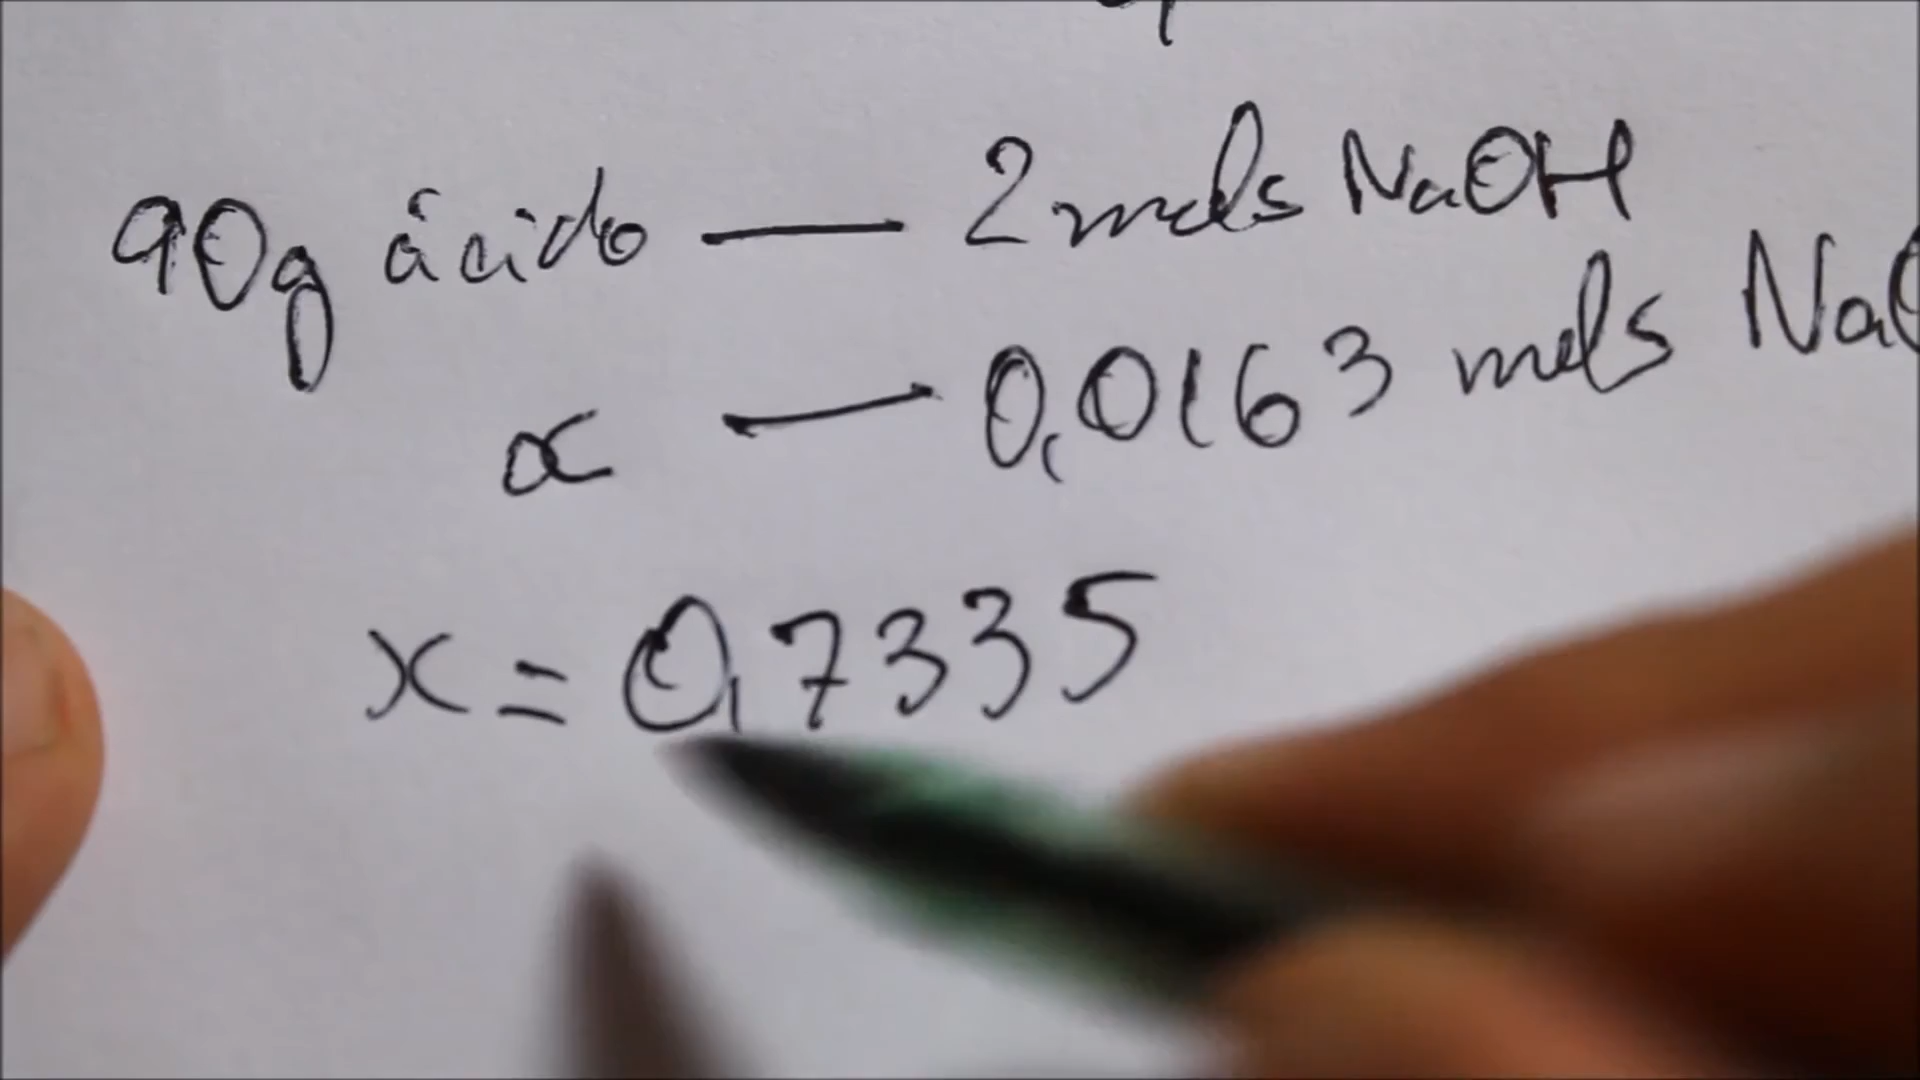 90g ácido — 2 mols NaOH
x — 0,0163 mols Na
x = 0,7335